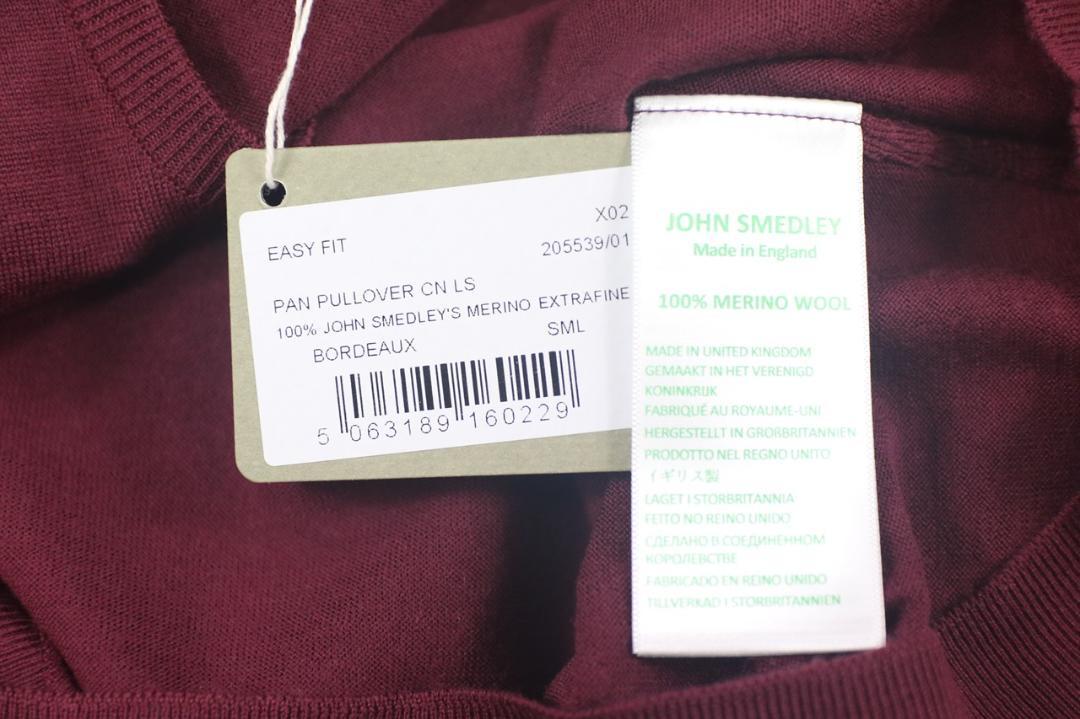 EASY FIT
X02
205539/01
PAN PULLOVER CN LS
100% JOHN SMEDLEY'S MERINO EXTRAFINE
BORDEAUX SML
5 063189 160229
JOHN SMEDLEY
Made in England
100% MERINO WOOL
MADE IN UNITED KINGDOM
GEMAAKT IN HET VERENIGD
KONINKRIJK
FABRIQUÉ AU ROYAUME-UNI
HERGESTELLT IN GROßBRITANNIEN
PRODOTTO NEL REGNO UNITO
イギリス製
LAGET I STORBRITANNIA
FEITO NO REINO UNIDO
СДЕЛАНО В СОЕДИНЕННОМ
КОРОЛЕВСТВЕ
FABRICADO EN REINO UNIDO
TILLVERKAD I STORBRITANNIEN